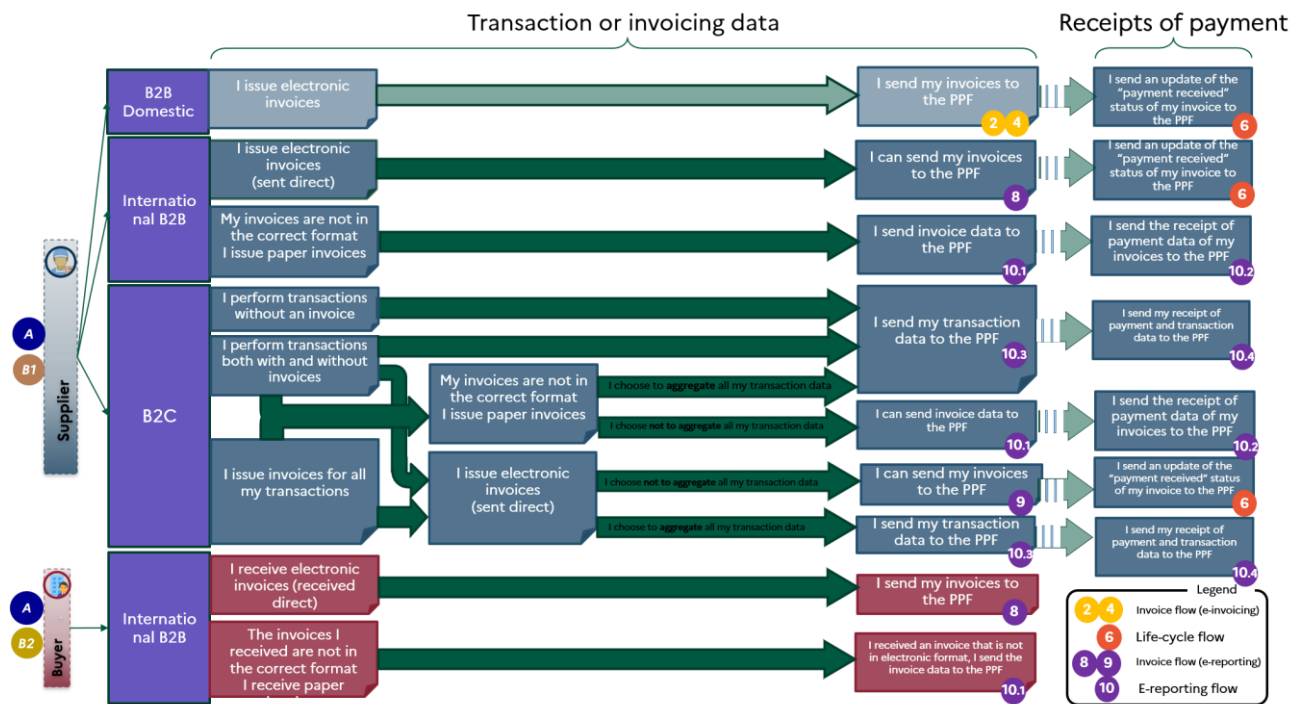 Transaction or invoicing data
Receipts of payment
B2B
Domestic
I issue electronic
invoices
I send my invoices to
the PPF
2 4
I send an update of the
"payment received"
status of my invoice to
the PPF
6
Internatio
nal B2B
I issue electronic
invoices
(sent direct)
I can send my invoices
to the PPF
8
I send an update of the
"payment received"
status of my invoice to
the PPF
6
My invoices are not in
the correct format
I issue paper invoices
I send invoice data to
the PPF
10.1
I send the receipt of
payment data of my
invoices to the PPF
10.2
A
B1
Supplier
B2C
I perform transactions
without an invoice
I perform transactions
both with and without
invoices
I send my transaction
data to the PPF
10.3
I send my receipt of
payment and transaction
data to the PPF
10.4
My invoices are not in
the correct format
I issue paper invoices
I choose to aggregate all my transaction data
I choose not to aggregate all my transaction data
I can send invoice data to
the PPF
10.1
I send the receipt of
payment data of my
invoices to the PPF
10.2
I issue invoices for all
my transactions
I issue electronic
invoices
(sent direct)
I choose not to aggregate all my transaction data
I can send my invoices
to the PPF
9
I send an update of the
"payment received" status
of my invoice to the PPF
6
I choose to aggregate all my transaction data
I send my transaction
data to the PPF
10.3
I send my receipt of
payment and transaction
data to the PPF
10.4
A
B2
Buyer
Internatio
nal B2B
I receive electronic
invoices (received
direct)
I send my invoices to
the PPF
8
The invoices I
received are not in
the correct format
I receive paper
I received an invoice that is not
in electronic format, I send the
invoice data to the PPF
10.1
Legend
2 4 Invoice flow (e-invoicing)
6 Life-cycle flow
8 9 Invoice flow (e-reporting)
10 E-reporting flow